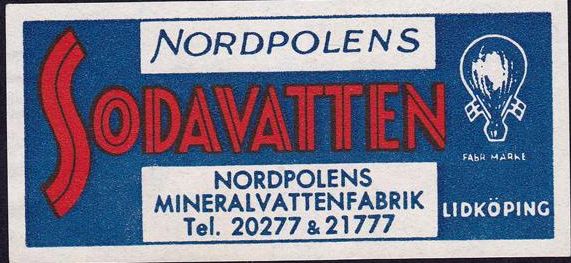 NORDPOLENS
SODAVATTEN
FABR MÄRKE
NORDPOLENS
MINERALVATTENFABRIK
Tel. 20277 & 21777
LIDKÖPING